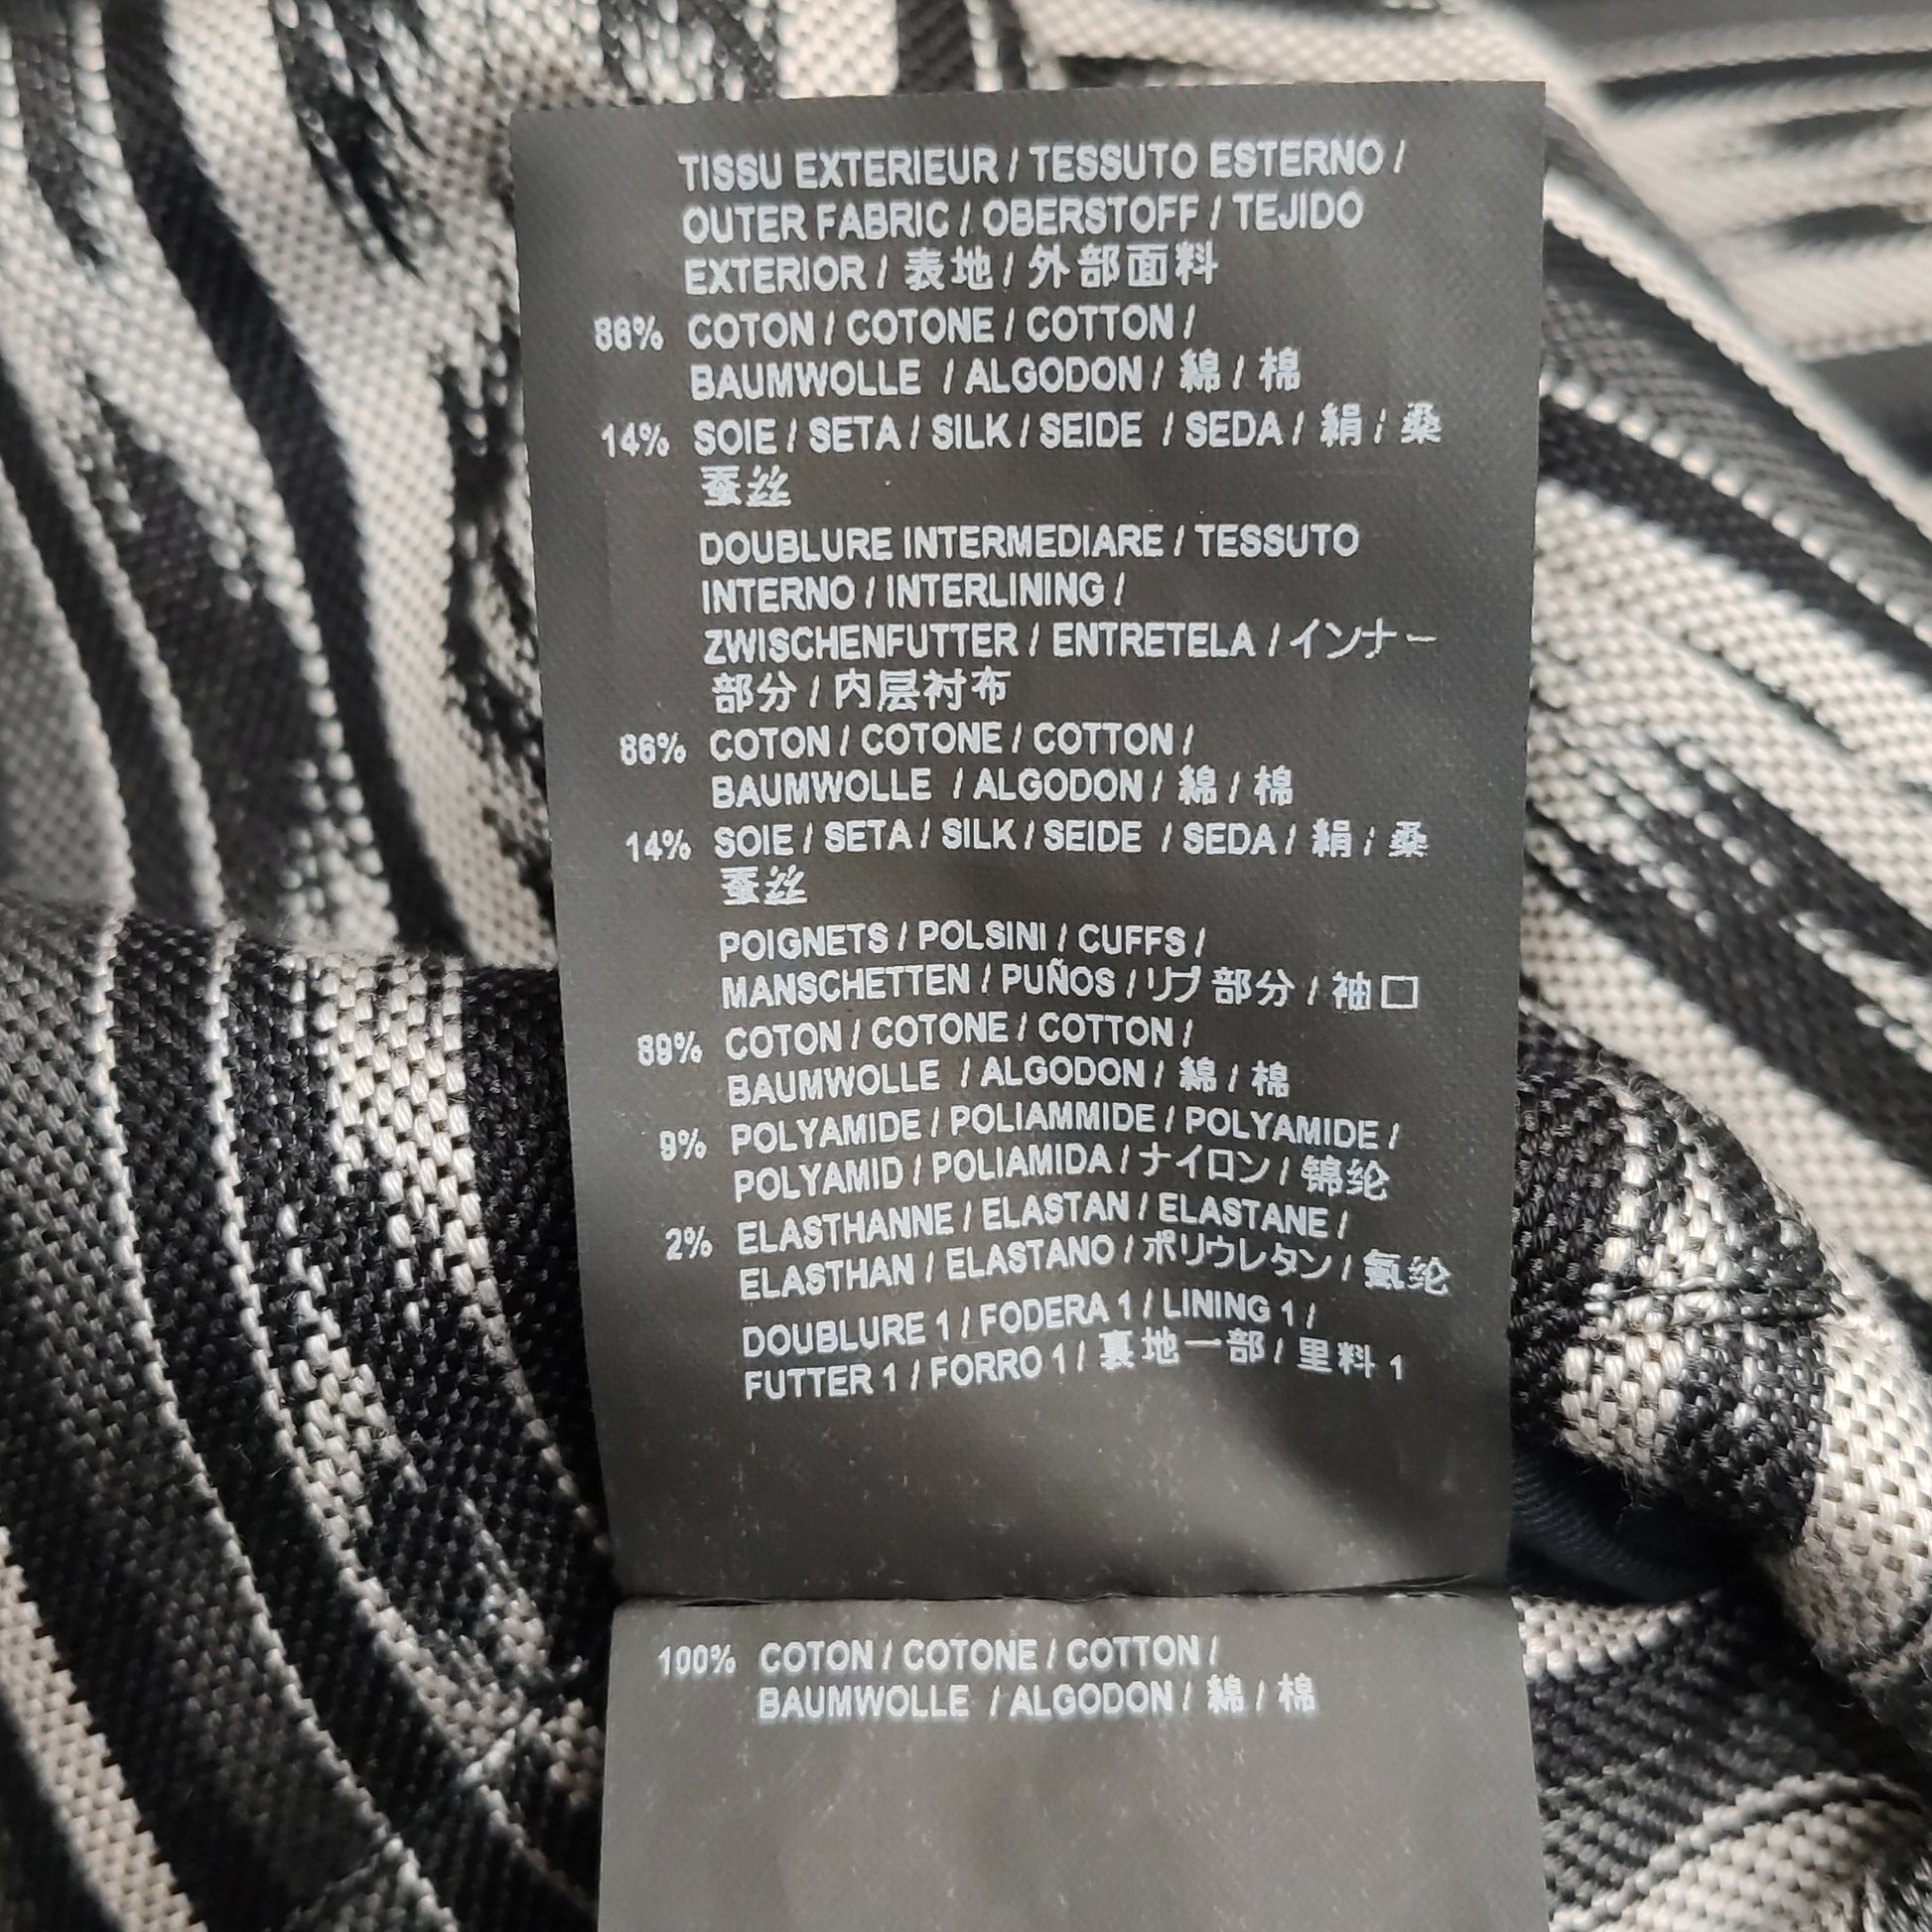 TISSU EXTERIEUR / TESSUTO ESTERNO /
OUTER FABRIC / OBERSTOFF / TEJIDO
EXTERIOR / 表地 / 外部面料
86% COTON / COTONE / COTTON /
BAUMWOLLE / ALGODON / 綿 / 棉
14% SOIE / SETA / SILK / SEIDE / SEDA / 絹 / 桑
蚕丝
DOUBLURE INTERMEDIARE / TESSUTO
INTERNO / INTERLINING /
ZWISCHENFUTTER / ENTRETELA / インナー
部分 / 内层衬布
86% COTON / COTONE / COTTON /
BAUMWOLLE / ALGODON / 綿 / 棉
14% SOIE / SETA / SILK / SEIDE / SEDA / 絹 / 桑
蚕丝
POIGNETS / POLSINI / CUFFS /
MANSCHETTEN / PUÑOS / リブ部分 / 袖口
89% COTON / COTONE / COTTON /
BAUMWOLLE / ALGODON / 綿 / 棉
9% POLYAMIDE / POLIAMMIDE / POLYAMIDE /
POLYAMID / POLIAMIDA / ナイロン / 锦纶
2% ELASTHANNE / ELASTAN / ELASTANE /
ELASTHAN / ELASTANO / ポリウレタン / 氨纶
DOUBLURE 1 / FODERA 1 / LINING 1 /
FUTTER 1 / FORRO 1 / 裏地一部 / 里料 1
100% COTON / COTONE / COTTON /
BAUMWOLLE / ALGODON / 綿 / 棉